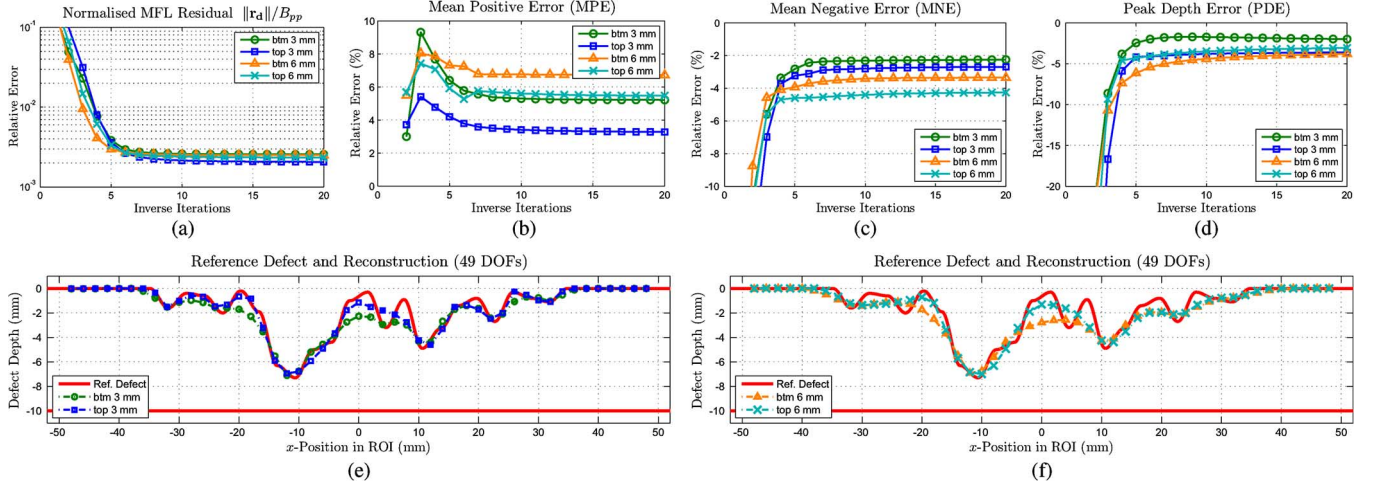 Normalised MFL Residual ‖r_d‖/B_pp
Relative Error
10^-1
10^-2
10^-3
btm 3 mm
top 3 mm
btm 6 mm
top 6 mm
0 5 10 15 20
Inverse Iterations
(a)
Mean Positive Error (MPE)
Relative Error (%)
10
8
6
4
2
0
btm 3 mm
top 3 mm
btm 6 mm
top 6 mm
0 5 10 15 20
Inverse Iterations
(b)
Mean Negative Error (MNE)
Relative Error (%)
0
-2
-4
-6
-8
-10
btm 3 mm
top 3 mm
btm 6 mm
top 6 mm
0 5 10 15 20
Inverse Iterations
(c)
Peak Depth Error (PDE)
Relative Error (%)
0
-5
-10
-15
-20
btm 3 mm
top 3 mm
btm 6 mm
top 6 mm
0 5 10 15 20
Inverse Iterations
(d)
Reference Defect and Reconstruction (49 DOFs)
Defect Depth (mm)
0
-2
-4
-6
-8
-10
Ref. Defect
btm 3 mm
top 3 mm
-50 -40 -30 -20 -10 0 10 20 30 40 50
x-Position in ROI (mm)
(e)
Reference Defect and Reconstruction (49 DOFs)
Defect Depth (mm)
0
-2
-4
-6
-8
-10
Ref. Defect
btm 6 mm
top 6 mm
-50 -40 -30 -20 -10 0 10 20 30 40 50
x-Position in ROI (mm)
(f)